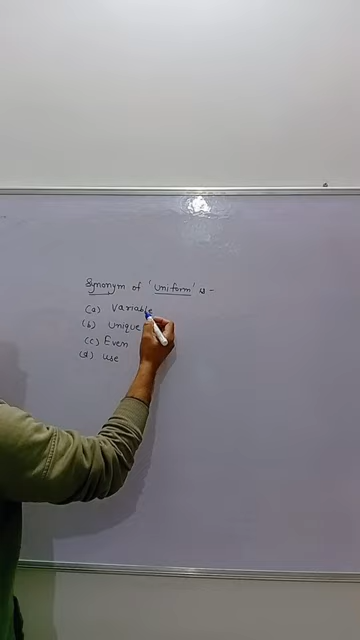 Synonym of 'uniform' is -
(a) Variable
(b) unique
(c) Even
(d) use